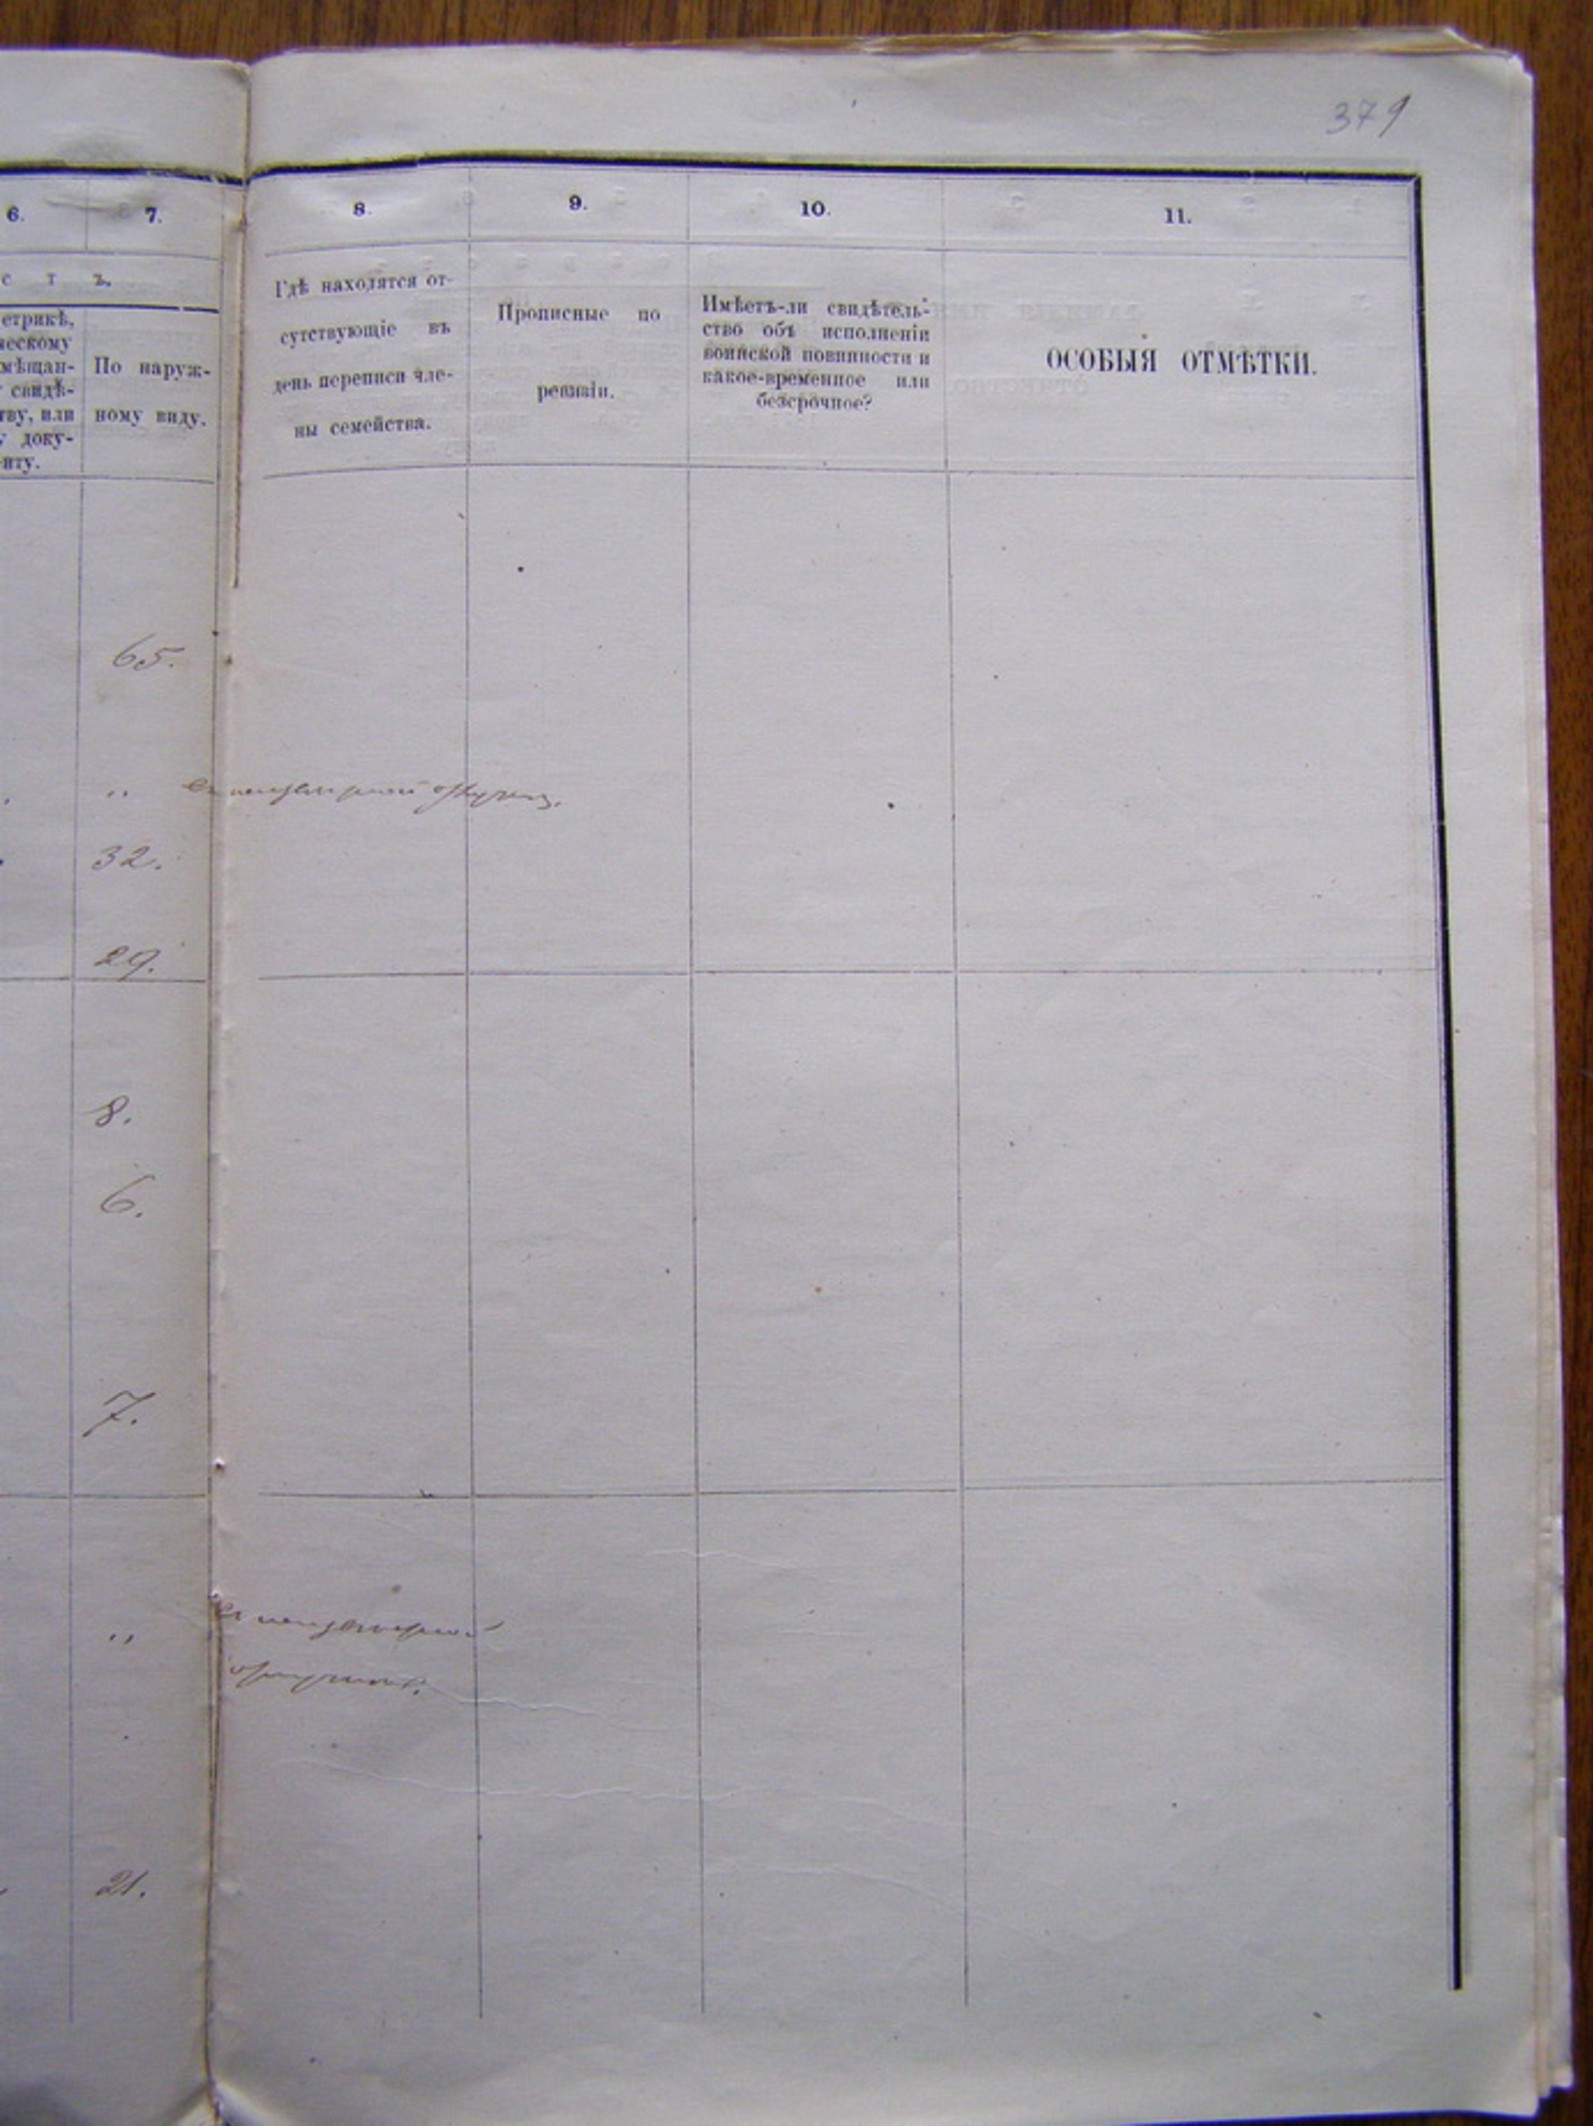 379
6.
7.
8.
9.
10.
11.
с т ъ.
етрикѣ,
ческому
мѣщан-
свидѣ-
тву, или
у доку-
нту.
По наруж-
ному виду.
Гдѣ находятся от-
сутствующіе въ
день переписи чле-
ны семейства.
Прописные по
ревизіи.
Имѣетъ-ли свидѣтель-
ство объ исполненіи
воинской повинности и
какое-временное или
безсрочное?
ОСОБЫЯ ОТМѢТКИ.
65.
„
32.
29.
8.
6.
7.
„
21.